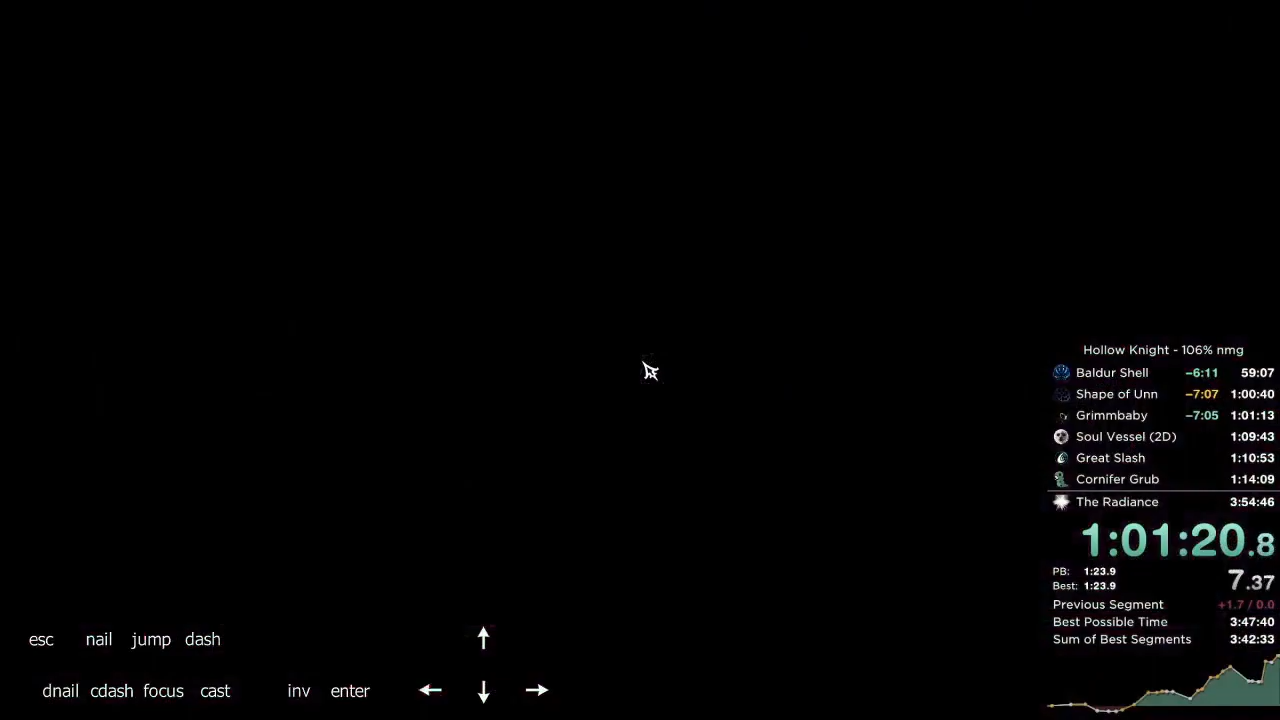 Hollow Knight - 106% nmg
Baldur Shell −6:11 59:07
Shape of Unn −7:07 1:00:40
Grimmbaby −7:05 1:01:13
Soul Vessel (2D) 1:09:43
Great Slash 1:10:53
Cornifer Grub 1:14:09
The Radiance 3:54:46
1:01:20.8
PB: 1:23.9
Best: 1:23.9
7.37
Previous Segment +1.7 / 0.0
Best Possible Time 3:47:40
Sum of Best Segments 3:42:33
esc nail jump dash ↑
dnail cdash focus cast inv enter ← ↓ →